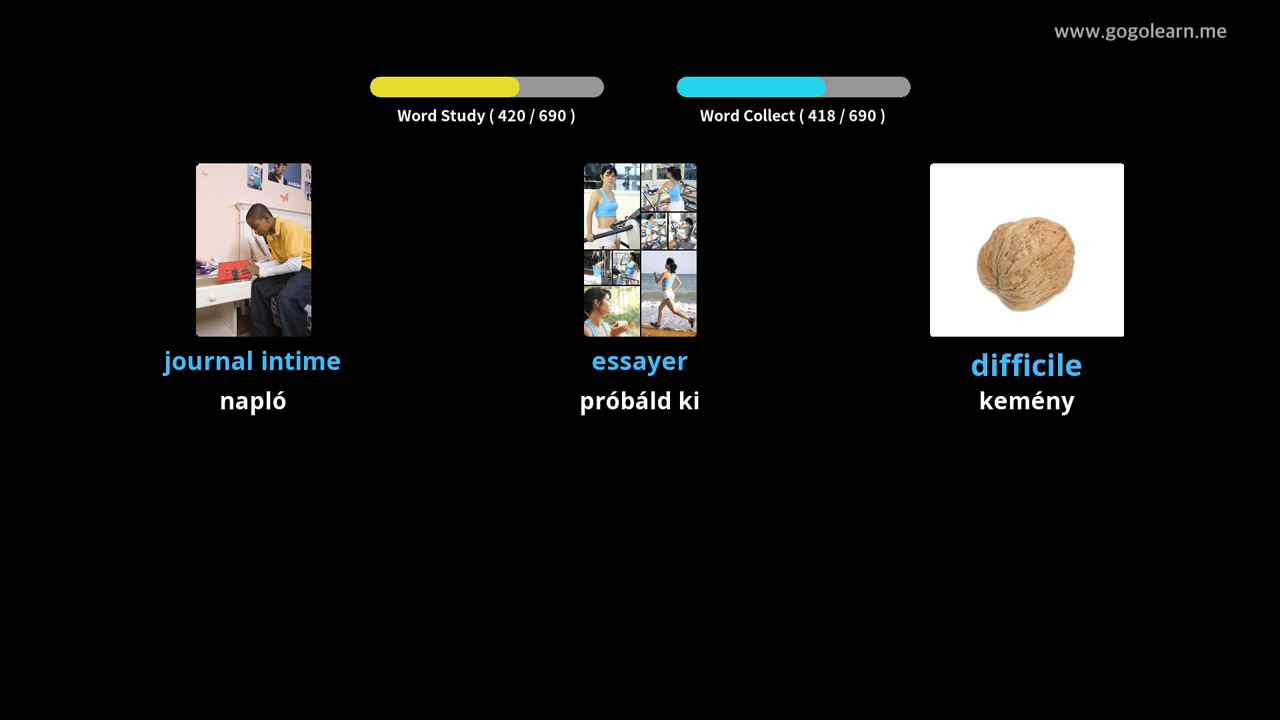 www.gogolearn.me
Word Study ( 420 / 690 )
Word Collect ( 418 / 690 )
journal intime
napló
essayer
próbáld ki
difficile
kemény